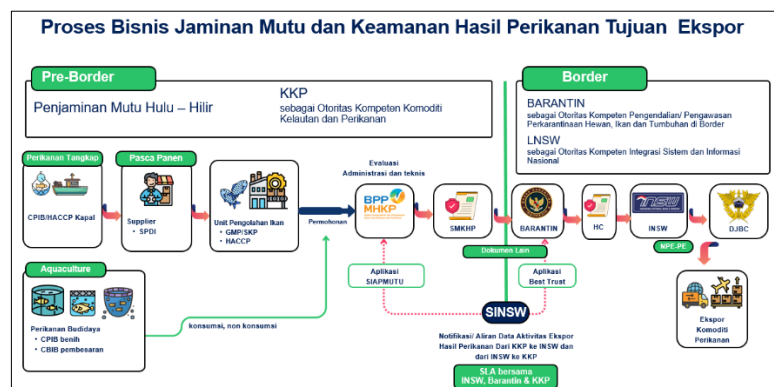 Proses Bisnis Jaminan Mutu dan Keamanan Hasil Perikanan Tujuan Ekspor
Pre-Border
Penjaminan Mutu Hulu – Hilir
KKP
sebagai Otoritas Kompeten Komoditi
Kelautan dan Perikanan
Border
BARANTIN
sebagai Otoritas Kompeten Pengendalian/ Pengawasan
Perkarantinaan Hewan, Ikan dan Tumbuhan di Border
LNSW
sebagai Otoritas Kompeten Integrasi Sistem dan Informasi
Nasional
Perikanan Tangkap
CPIB/HACCP Kapal
Pasca Panen
Supplier
• SPDI
Unit Pengolahan Ikan
• GMP/SKP
• HACCP
Permohonan
Evaluasi
Administrasi dan teknis
BPP
MHKP
SMKHP
BARANTIN
HC
INSW
INSW
DJBC
Dokumen Lain
NPE-PE
Aquaculture
Perikanan Budidaya
• CPIB benih
• CBIB pembesaran
konsumsi, non konsumsi
Aplikasi
SIAPMUTU
Aplikasi
Best Trust
SINSW
Notifikasi/ Aliran Data Aktivitas Ekspor
Hasil Perikanan Dari KKP ke INSW dan
dari INSW ke KKP
SLA bersama
INSW, Barantin & KKP
Ekspor
Komoditi
Perikanan